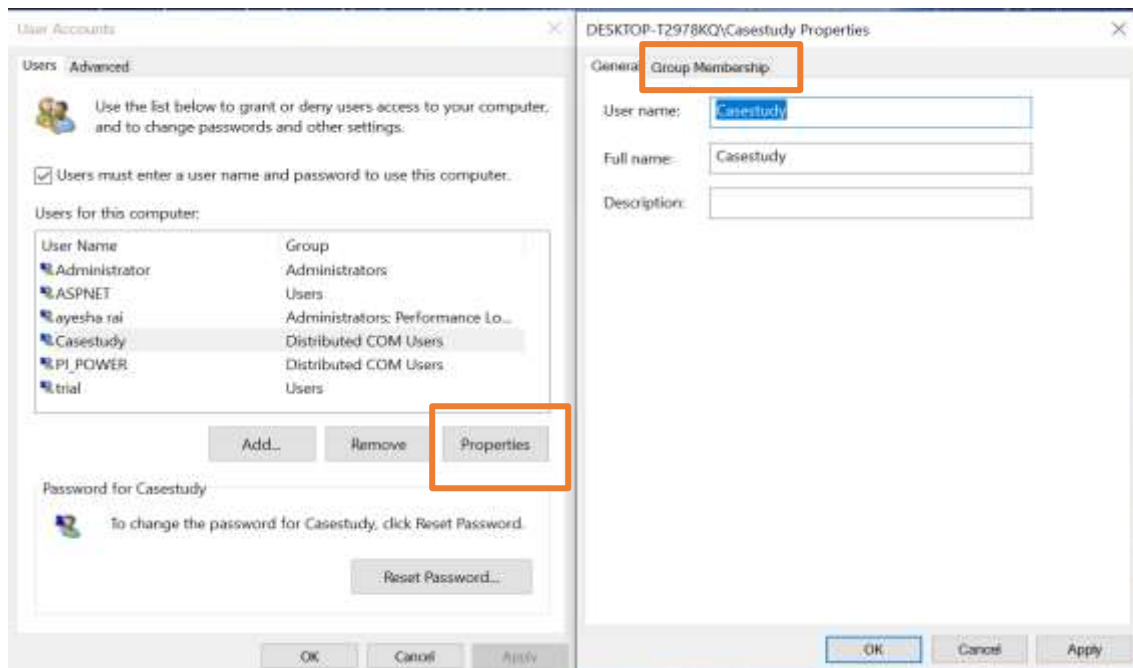 User Accounts
Users Advanced
Use the list below to grant or deny users access to your computer,
and to change passwords and other settings.
Users must enter a user name and password to use this computer.
Users for this computer:
User Name Group
Administrator Administrators
ASPNET Users
ayesha rai Administrators; Performance Lo...
Casestudy Distributed COM Users
PI_POWER Distributed COM Users
trial Users
Add... Remove Properties
Password for Casestudy
To change the password for Casestudy, click Reset Password.
Reset Password...
OK Cancel Apply
DESKTOP-T2978KQ\Casestudy Properties
General Group Membership
User name: Casestudy
Full name: Casestudy
Description:
OK Cancel Apply